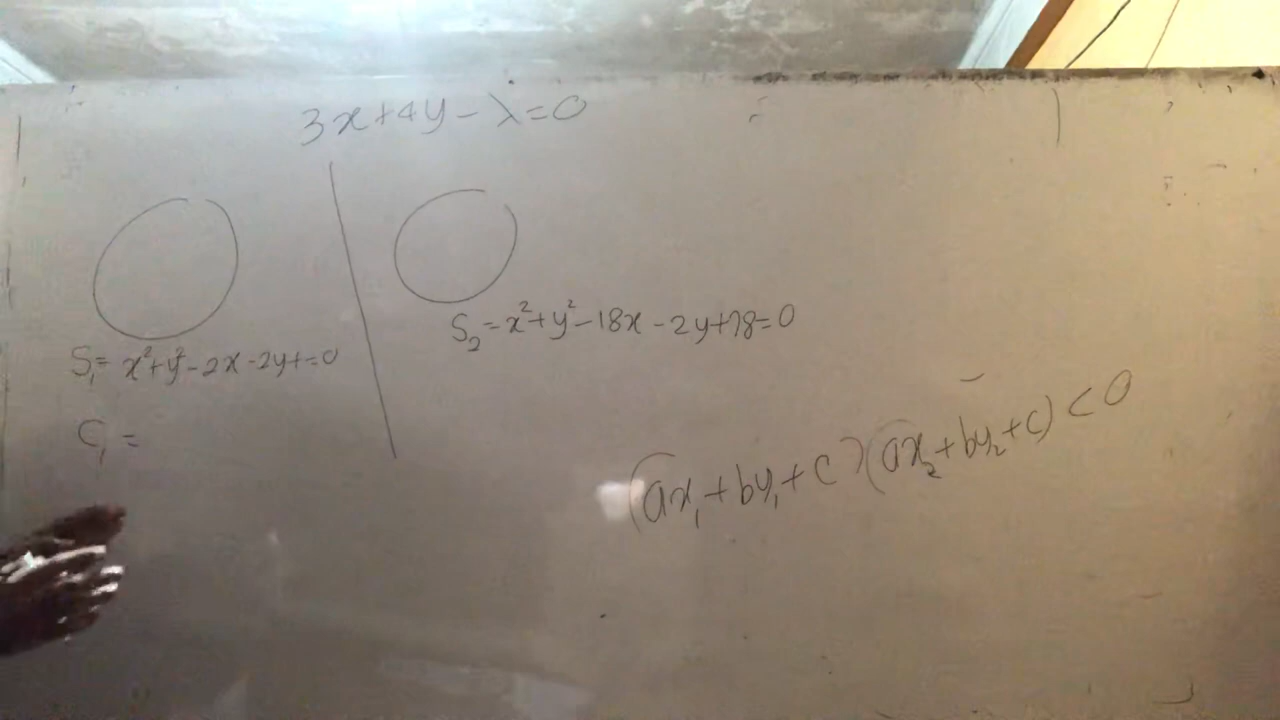 3x+4y-λ=0
S₂=x²+y²-18x-2y+78=0
S₁= x²+y²-2x-2y+=0
C₁ =
(ax₁+by₁+c)(ax₂+by₂+c)<0